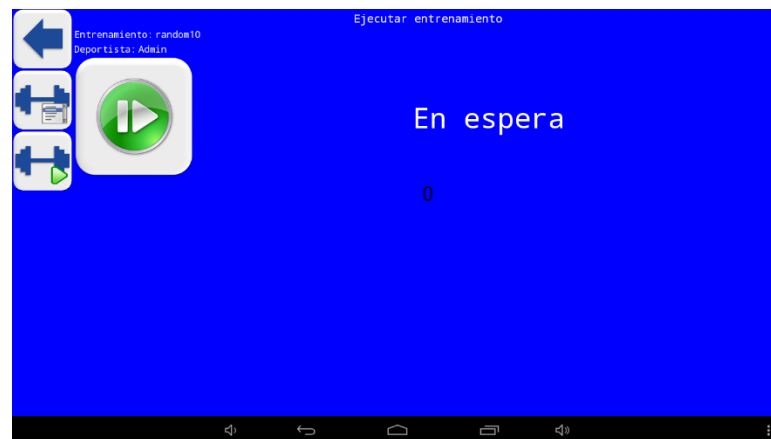 Ejecutar entrenamiento
Entrenamiento: random10
Deportista: Admin
En espera
0